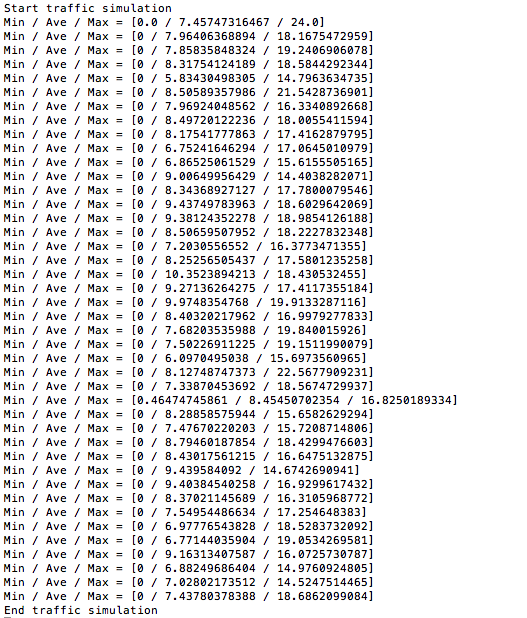 Start traffic simulation
Min / Ave / Max = [0.0 / 7.45747316467 / 24.0]
Min / Ave / Max = [0 / 7.96406368894 / 18.1675472959]
Min / Ave / Max = [0 / 7.85835848324 / 19.2406906078]
Min / Ave / Max = [0 / 8.31754124189 / 18.5844292344]
Min / Ave / Max = [0 / 5.83430498305 / 14.7963634735]
Min / Ave / Max = [0 / 8.50589357986 / 21.5428736901]
Min / Ave / Max = [0 / 7.96924048562 / 16.3340892668]
Min / Ave / Max = [0 / 8.49720122236 / 18.0055411594]
Min / Ave / Max = [0 / 8.17541777863 / 17.4162879795]
Min / Ave / Max = [0 / 6.75241646294 / 17.0645010979]
Min / Ave / Max = [0 / 6.86525061529 / 15.6155505165]
Min / Ave / Max = [0 / 9.00649956429 / 14.4038282071]
Min / Ave / Max = [0 / 8.34368927127 / 17.7800079546]
Min / Ave / Max = [0 / 9.43749783963 / 18.6029642069]
Min / Ave / Max = [0 / 9.38124352278 / 18.9854126188]
Min / Ave / Max = [0 / 8.50659507952 / 18.2227832348]
Min / Ave / Max = [0 / 7.2030556552 / 16.3773471355]
Min / Ave / Max = [0 / 8.25256505437 / 17.5801235258]
Min / Ave / Max = [0 / 10.3523894213 / 18.430532455]
Min / Ave / Max = [0 / 9.27136264275 / 17.4117355184]
Min / Ave / Max = [0 / 9.9748354768 / 19.9133287116]
Min / Ave / Max = [0 / 8.40320217962 / 16.9979277833]
Min / Ave / Max = [0 / 7.68203535988 / 19.840015926]
Min / Ave / Max = [0 / 7.50226911225 / 19.1511990079]
Min / Ave / Max = [0 / 6.0970495038 / 15.6973560965]
Min / Ave / Max = [0 / 8.12748747373 / 22.5677909231]
Min / Ave / Max = [0 / 7.33870453692 / 18.5674729937]
Min / Ave / Max = [0.46474745861 / 8.45450702354 / 16.8250189334]
Min / Ave / Max = [0 / 8.28858575944 / 15.6582629294]
Min / Ave / Max = [0 / 7.47670220203 / 15.7208714806]
Min / Ave / Max = [0 / 8.79460187854 / 18.4299476603]
Min / Ave / Max = [0 / 8.43017561215 / 16.6475132875]
Min / Ave / Max = [0 / 9.439584092 / 14.6742690941]
Min / Ave / Max = [0 / 9.40384540258 / 16.9299617432]
Min / Ave / Max = [0 / 8.37021145689 / 16.3105968772]
Min / Ave / Max = [0 / 7.54954486634 / 17.254648383]
Min / Ave / Max = [0 / 6.97776543828 / 18.5283732092]
Min / Ave / Max = [0 / 6.77144035904 / 19.0534269581]
Min / Ave / Max = [0 / 9.16313407587 / 16.0725730787]
Min / Ave / Max = [0 / 6.88249686404 / 14.9760924805]
Min / Ave / Max = [0 / 7.02802173512 / 14.5247514465]
Min / Ave / Max = [0 / 7.43780378388 / 18.6862099084]
End traffic simulation